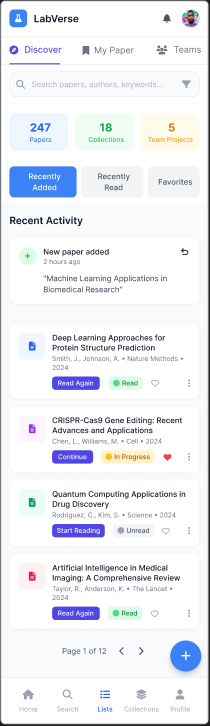 LabVerse
Discover
My Paper
Teams
Search papers, authors, keywords...
247
Papers
18
Collections
5
Team Projects
Recently
Added
Recently
Read
Favorites
Recent Activity
New paper added
2 hours ago
"Machine Learning Applications in
Biomedical Research"
Deep Learning Approaches for
Protein Structure Prediction
Smith, J., Johnson, A. • Nature Methods •
2024
Read Again
Read
CRISPR-Cas9 Gene Editing: Recent
Advances and Applications
Chen, L., Williams, M. • Cell • 2024
Continue
In Progress
Quantum Computing Applications in
Drug Discovery
Rodriguez, C., Kim, S. • Science • 2024
Start Reading
Unread
Artificial Intelligence in Medical
Imaging: A Comprehensive Review
Taylor, R., Anderson, K. • The Lancet •
2024
Read Again
Read
Page 1 of 12
Home
Search
Lists
Collections
Profile